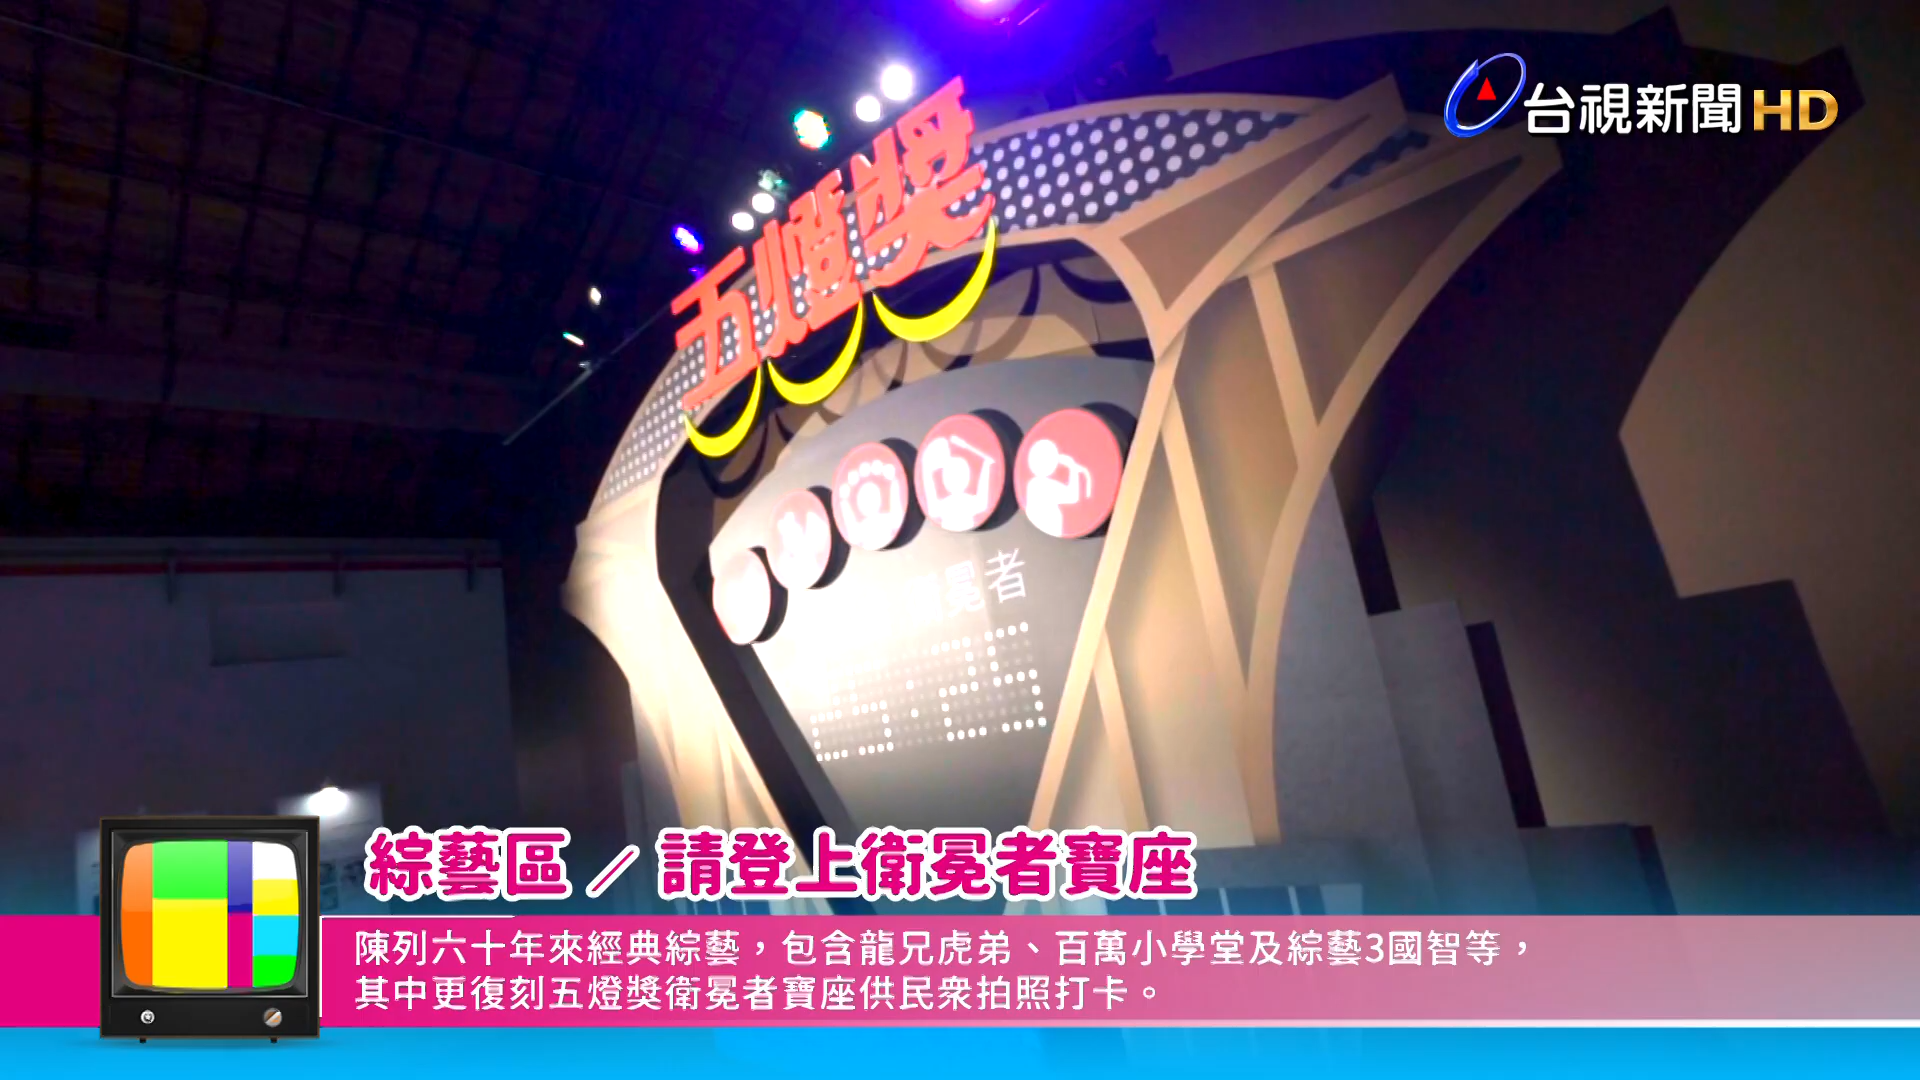 台視新聞HD
五燈獎
衛冕者
綜藝區／請登上衛冕者寶座
陳列六十年來經典綜藝，包含龍兄虎弟、百萬小學堂及綜藝3國智等，
其中更復刻五燈獎衛冕者寶座供民眾拍照打卡。